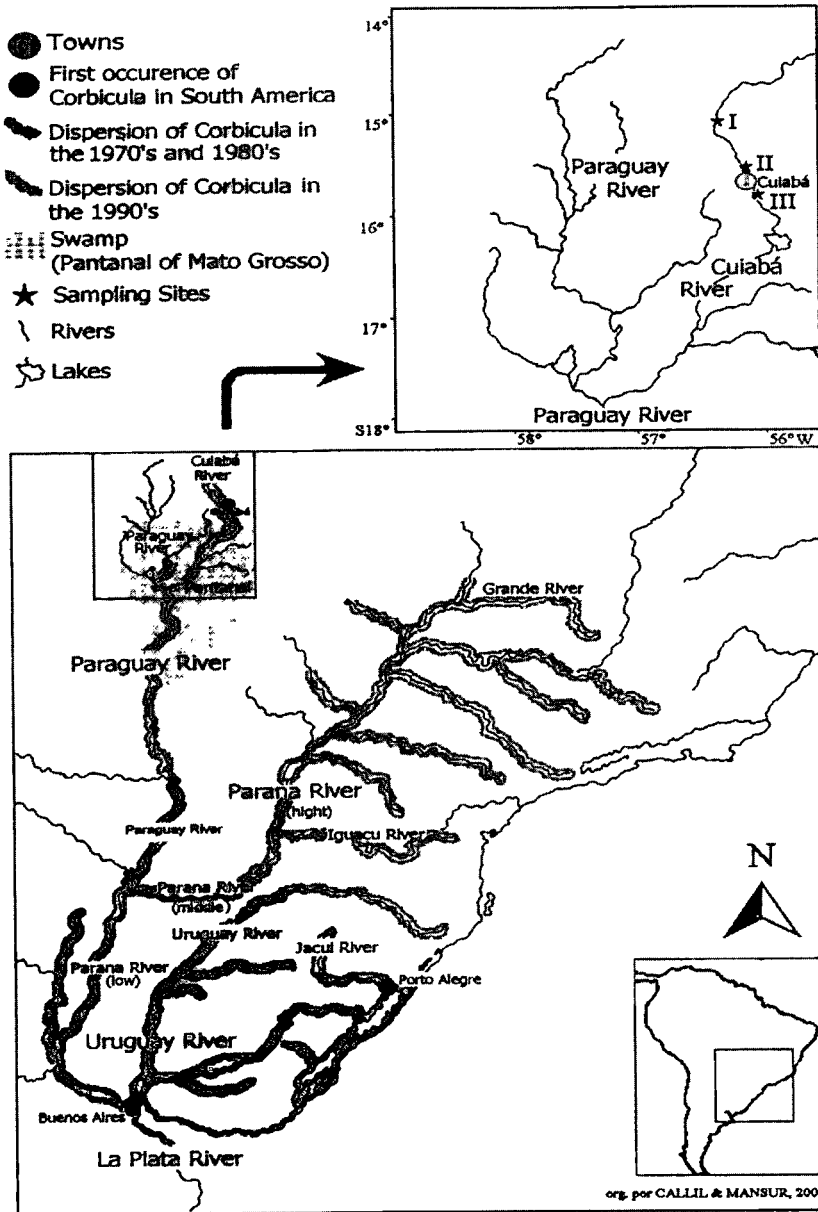 Towns
First occurence of
Corbicula in South America
Dispersion of Corbicula in
the 1970's and 1980's
Dispersion of Corbicula in
the 1990's
Swamp
(Pantanal of Mato Grosso)
Sampling Sites
Rivers
Lakes
14°
15°
16°
17°
S18°
58°
57°
56° W
I
II
Cuiabá
III
Paraguay
River
Cuiabá
River
Paraguay River
Cuiabá
River
Paraguay
River
Paraguay River
Grande River
Parana River
(hight)
Paraguay River
Iguacu River
Parana River
(middle)
Uruguay River
Jacuí River
Parana River
(low)
Porto Alegre
Uruguay River
Buenos Aires
La Plata River
N
org. por CALLIL & MANSUR, 200